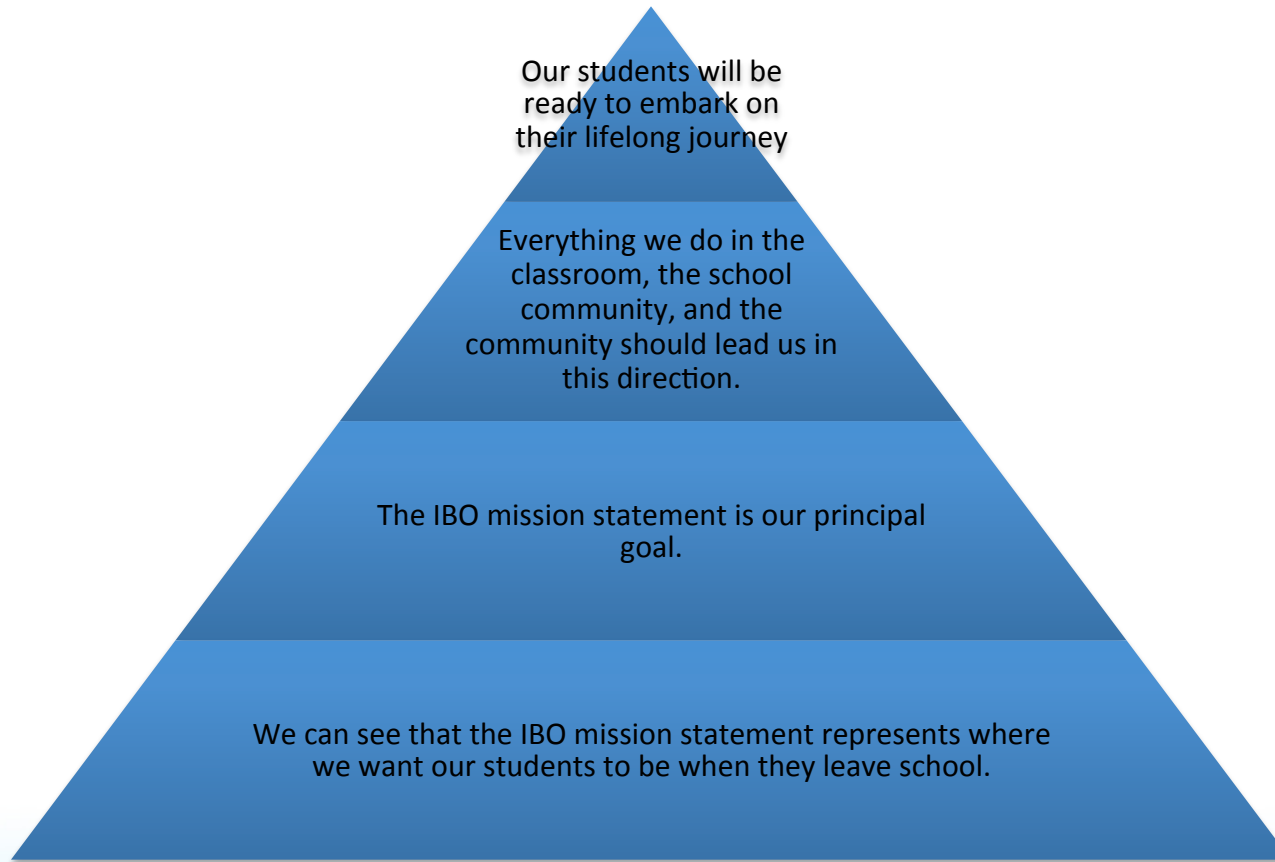 Our students will be
ready to embark on
their lifelong journey
Everything we do in the
classroom, the school
community, and the
community should lead us in
this direction.
The IBO mission statement is our principal
goal.
We can see that the IBO mission statement represents where
we want our students to be when they leave school.